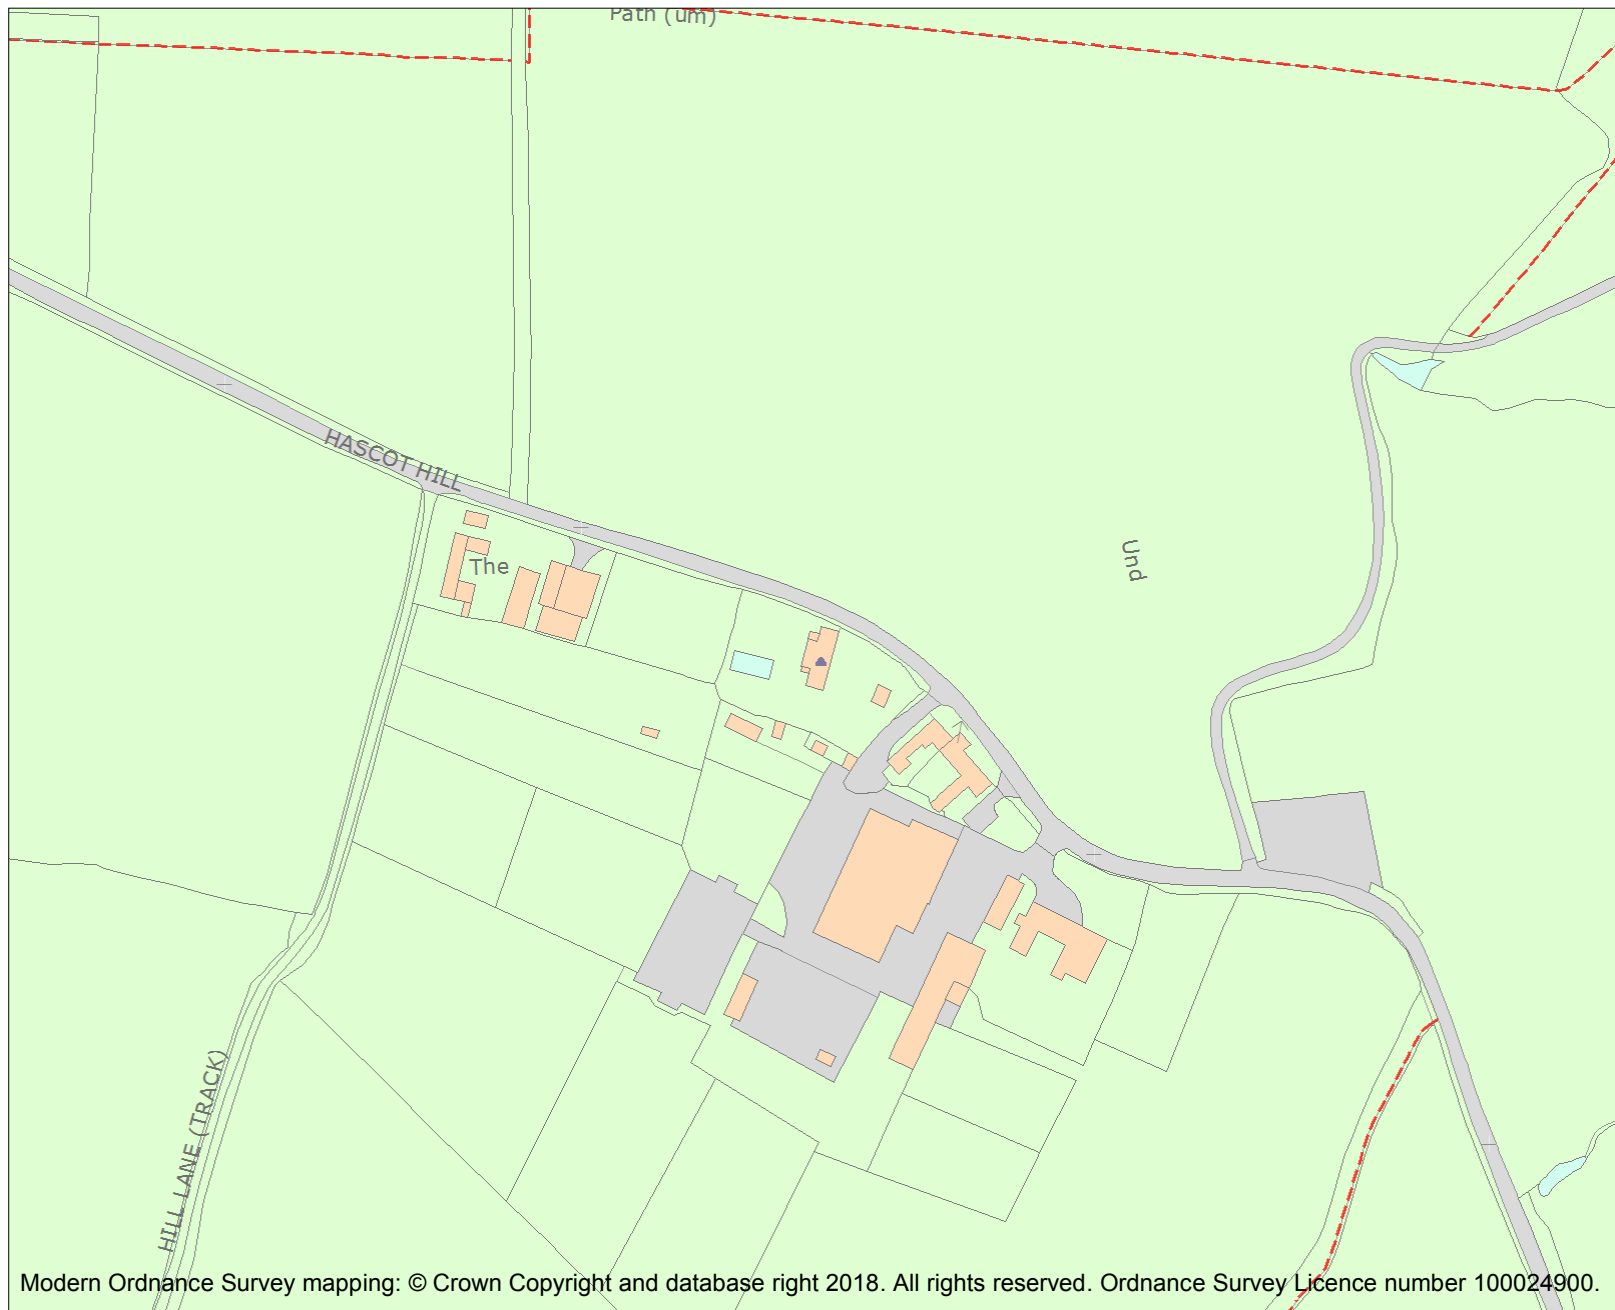 Path (um)
HASCOT HILL
Und
The
HILL LANE (TRACK)
Modern Ordnance Survey mapping: © Crown Copyright and database right 2018. All rights reserved. Ordnance Survey Licence number 100024900.